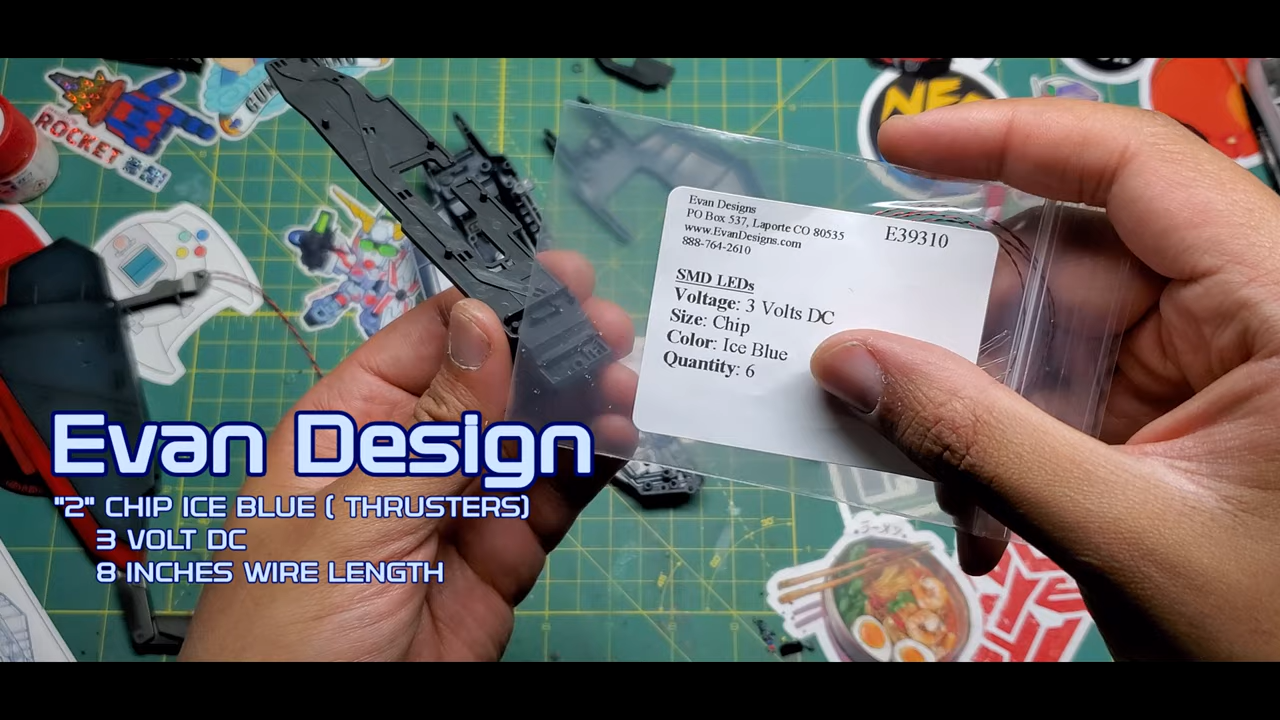 ROCKET
GUN
NEO
Evan Designs
PO Box 537, Laporte CO 80535
www.EvanDesigns.com
888-764-2610
E39310
SMD LEDs
Voltage: 3 Volts DC
Size: Chip
Color: Ice Blue
Quantity: 6
Evan Design
"2" CHIP ICE BLUE ( THRUSTERS)
3 VOLT DC
8 INCHES WIRE LENGTH